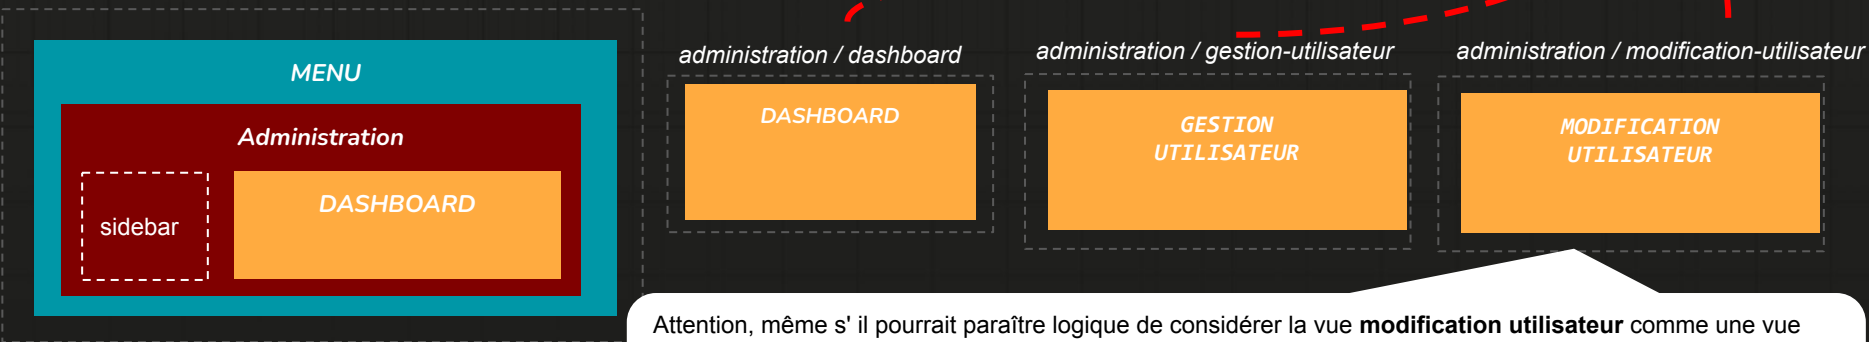 MENU
Administration
sidebar
DASHBOARD
administration / dashboard
DASHBOARD
administration / gestion-utilisateur
GESTION
UTILISATEUR
administration / modification-utilisateur
MODIFICATION
UTILISATEUR
Attention, même s' il pourrait paraître logique de considérer la vue modification utilisateur comme une vue